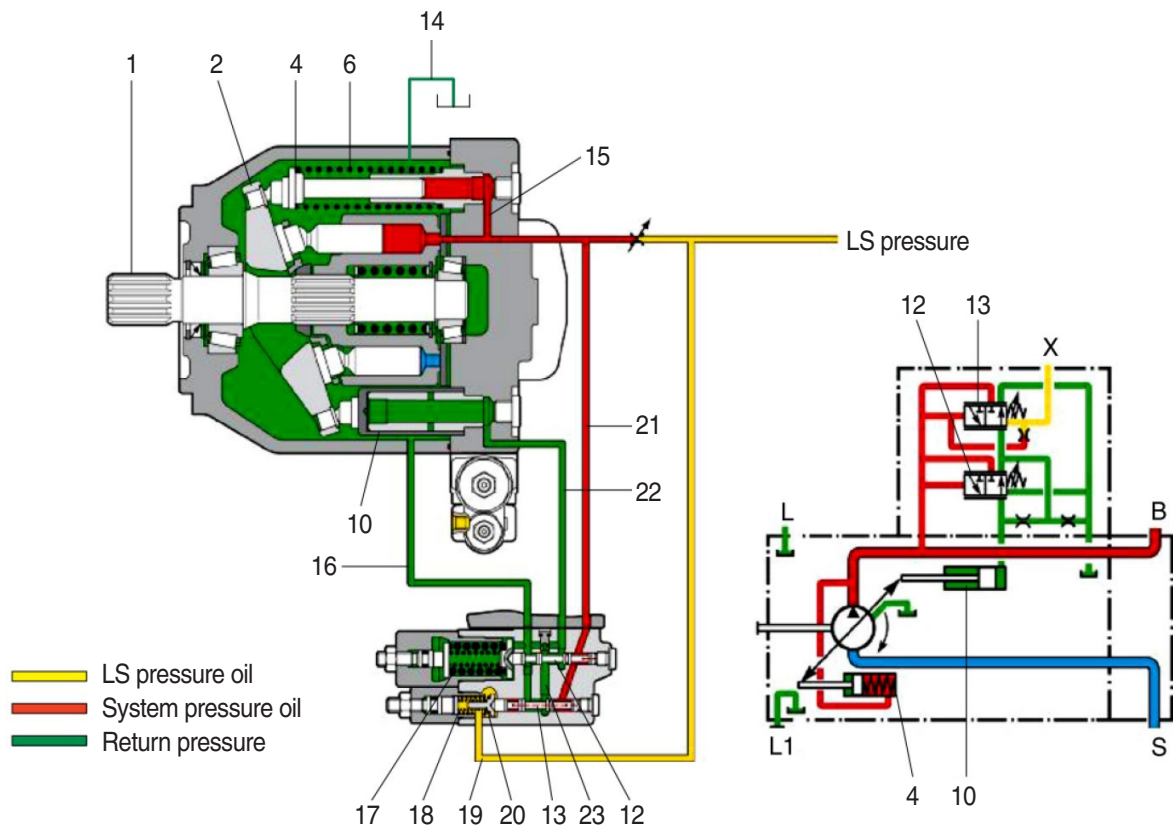 14
1 2 4 6
15
LS pressure
12 13
X
21
22
10
16
L
B
LS pressure oil
System pressure oil
Return pressure
L1
S
17 18 19 20 13 23 12
4 10